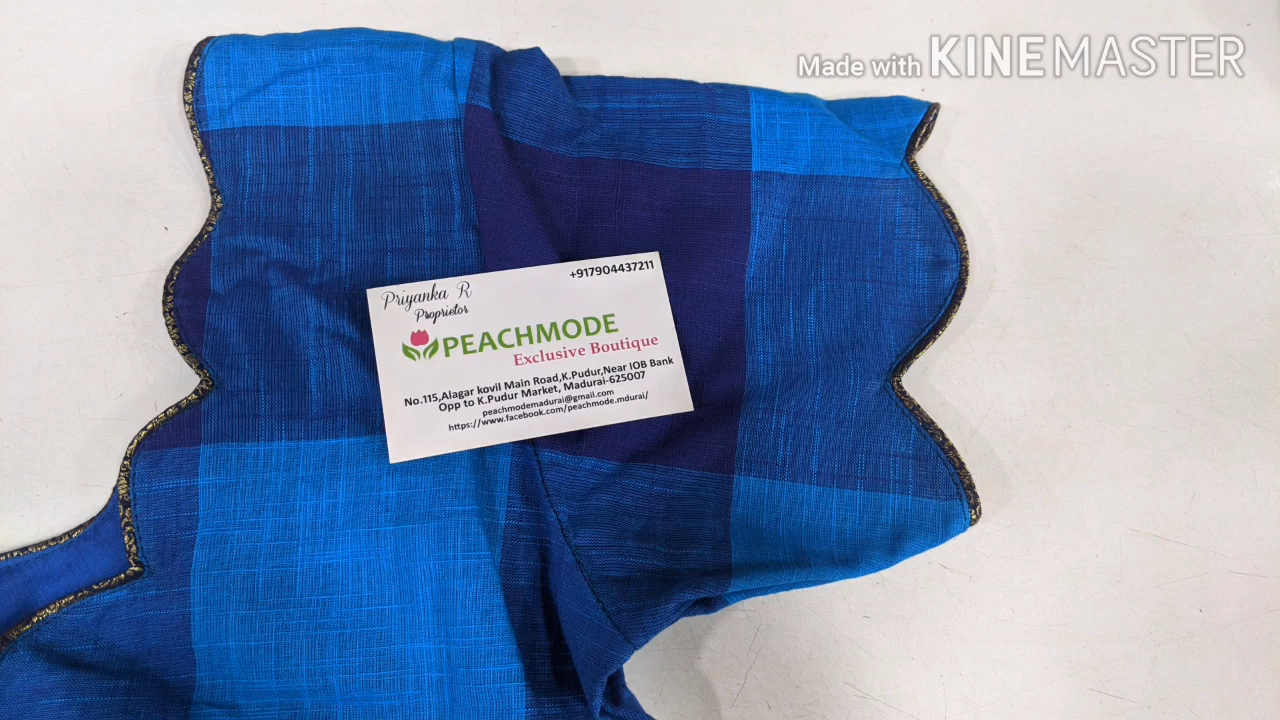 Made with KINEMASTER
+917904437211
Priyanka R
Proprietor
PEACHMODE
Exclusive Boutique
No.115,Alagar kovil Main Road,K.Pudur,Near IOB Bank
Opp to K.Pudur Market, Madurai-625007
peachmodemadurai@gmail.com
https://www.facebook.com/peachmode.mdurai/